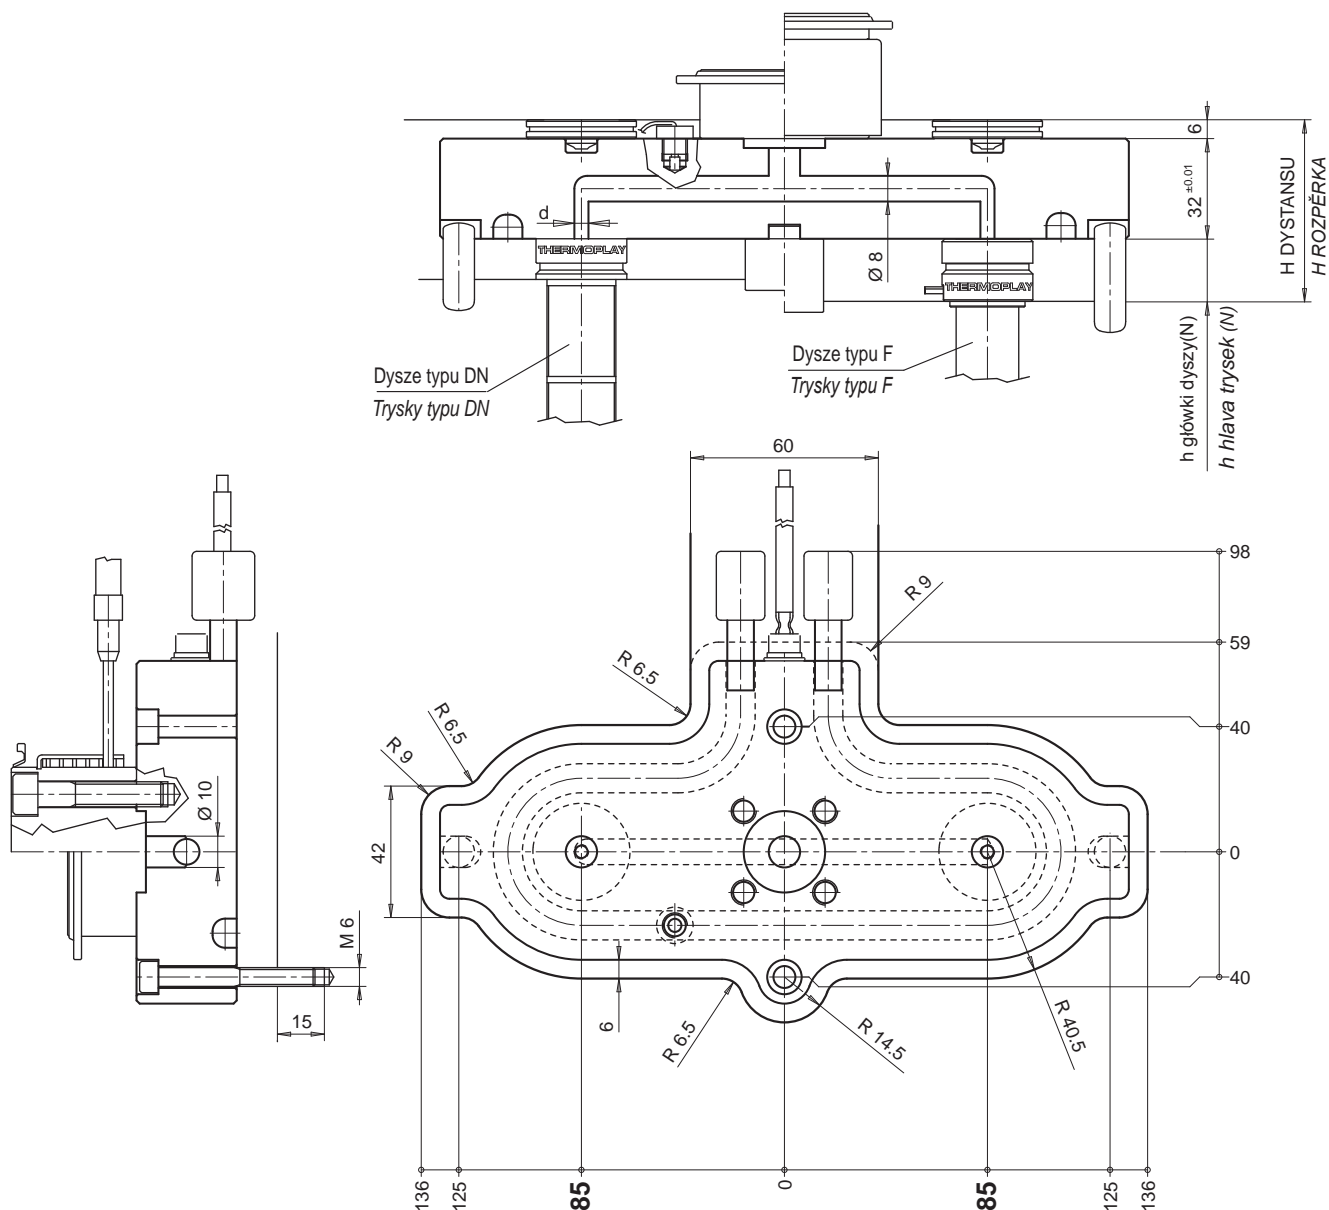 6
32 ±0.01
H DYSTANSU
H ROZPĚRKA
d
THERMOPLAY
Ø 8
THERMOPLAY
Dysze typu DN
Trysky typu DN
Dysze typu F
Trysky typu F
h główki dyszy(N)
h hlava trysek (N)
60
98
R 9
59
R 6.5
40
R 6.5
R 9
Ø 10
42
0
M 6
40
15
6
R 6.5
R 14.5
R 40.5
136
125
85
0
85
125
136